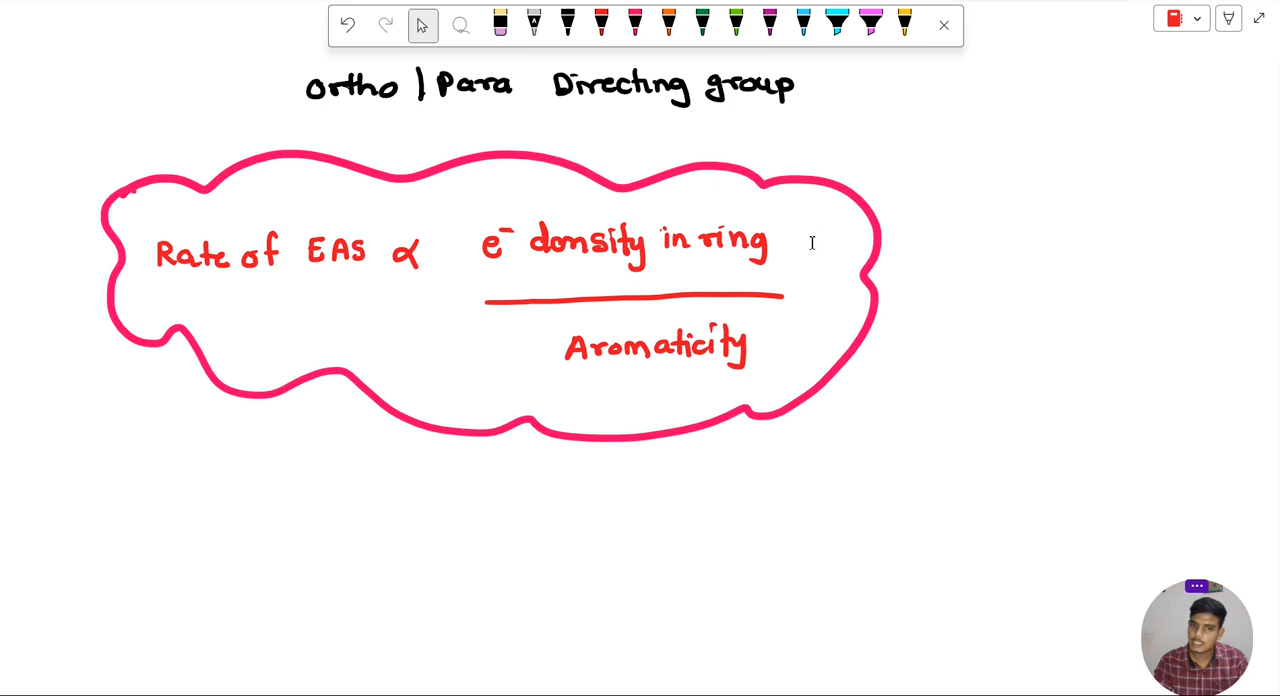 ortho | Para Directing group
Rate of EAS ∝ e⁻ density in ring
Aromaticity